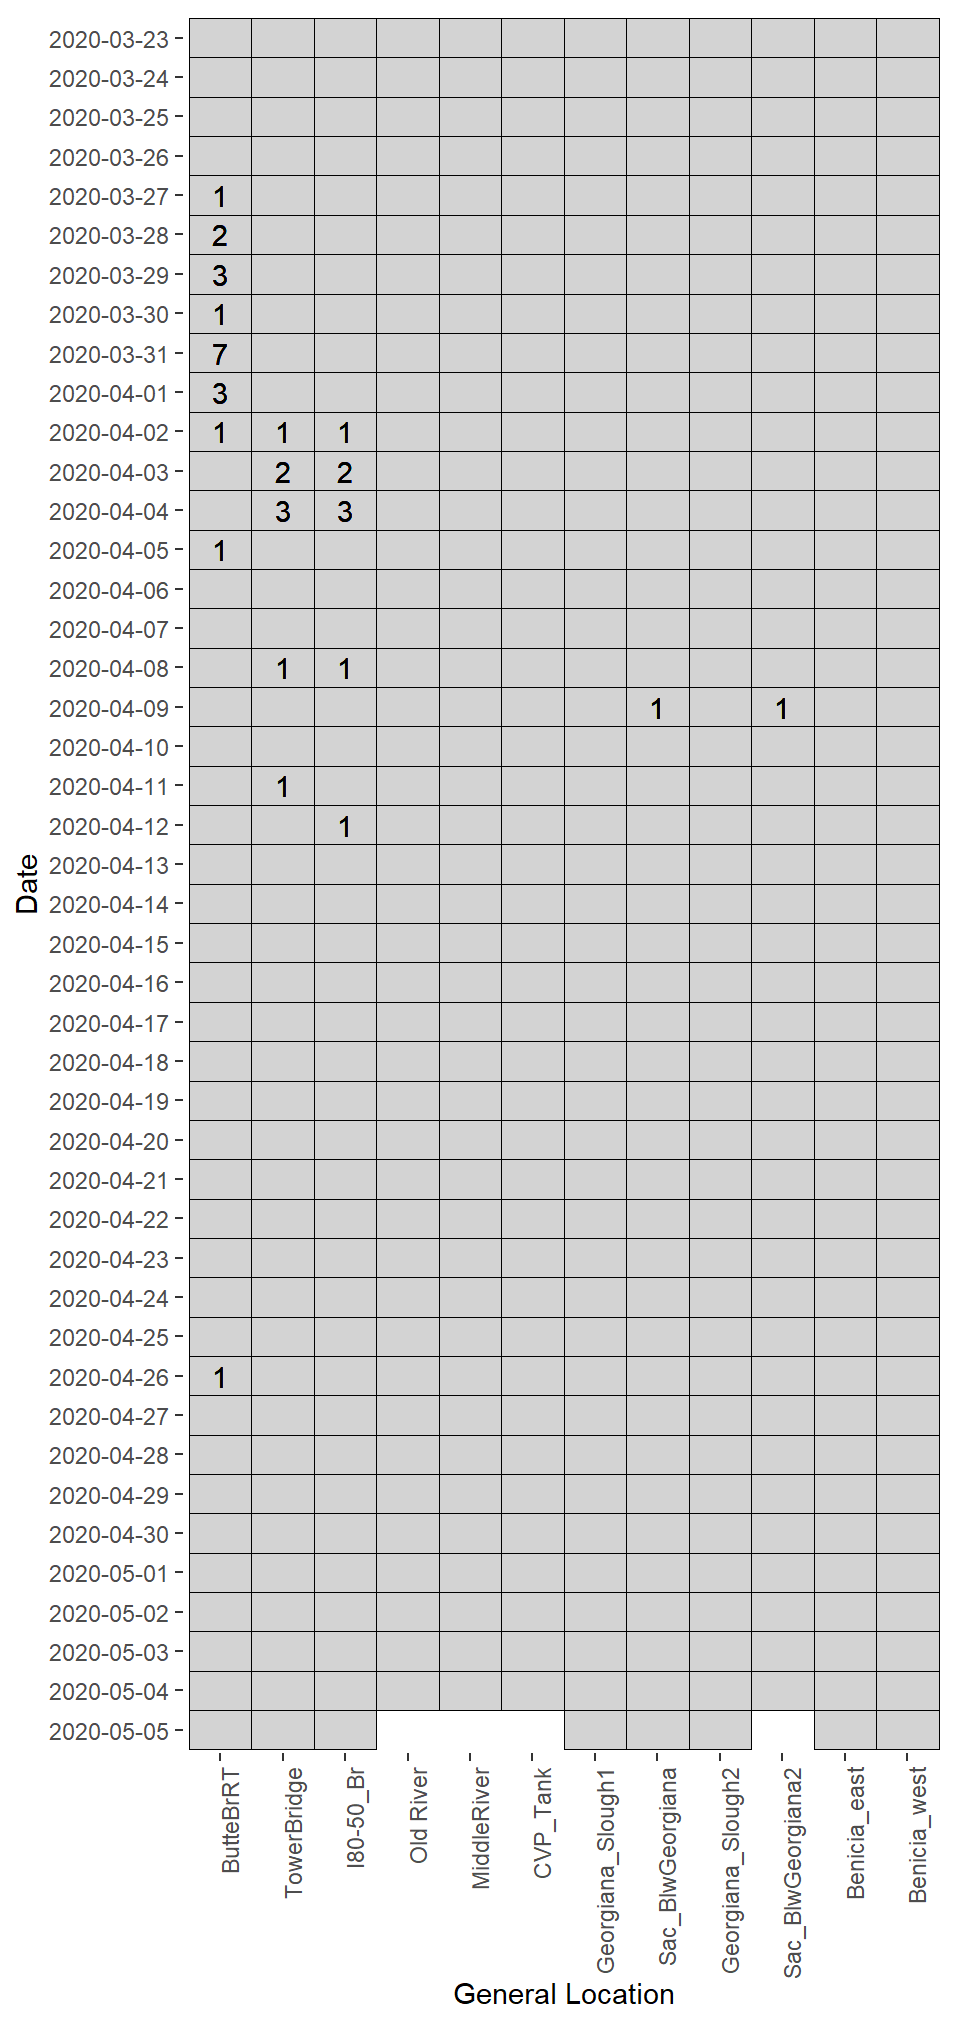 2020-03-23
2020-03-24
2020-03-25
2020-03-26
2020-03-27 1
2020-03-28 2
2020-03-29 3
2020-03-30 1
2020-03-31 7
2020-04-01 3
2020-04-02 1 1 1
2020-04-03 2 2
2020-04-04 3 3
2020-04-05 1
2020-04-06
2020-04-07
2020-04-08 1 1
2020-04-09 1 1
2020-04-10
2020-04-11 1
2020-04-12 1
2020-04-13
Date
2020-04-14
2020-04-15
2020-04-16
2020-04-17
2020-04-18
2020-04-19
2020-04-20
2020-04-21
2020-04-22
2020-04-23
2020-04-24
2020-04-25
2020-04-26 1
2020-04-27
2020-04-28
2020-04-29
2020-04-30
2020-05-01
2020-05-02
2020-05-03
2020-05-04
2020-05-05
ButteBrRT
TowerBridge
I80-50_Br
Old River
MiddleRiver
CVP_Tank
Georgiana_Slough1
Sac_BlwGeorgiana
Georgiana_Slough2
Sac_BlwGeorgiana2
Benicia_east
Benicia_west
General Location